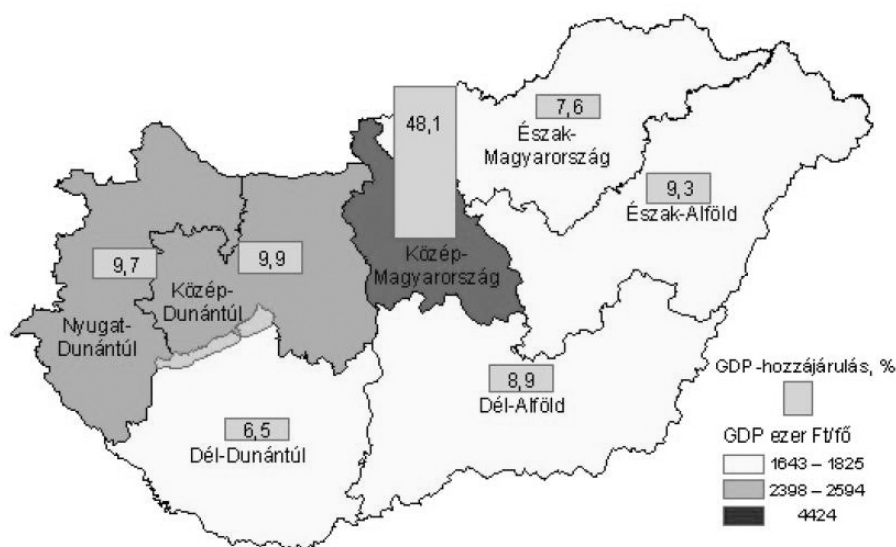 48,1
7,6
Észak-
Magyarország
9,3
Észak-Alföld
9,7
9,9
Közép-
Magyarország
Közép-
Dunántúl
Nyugat-
Dunántúl
8,9
Dél-Alföld
6,5
Dél-Dunántúl
GDP-hozzájárulás, %
GDP ezer Ft/fő
1643 – 1825
2398 – 2594
4424